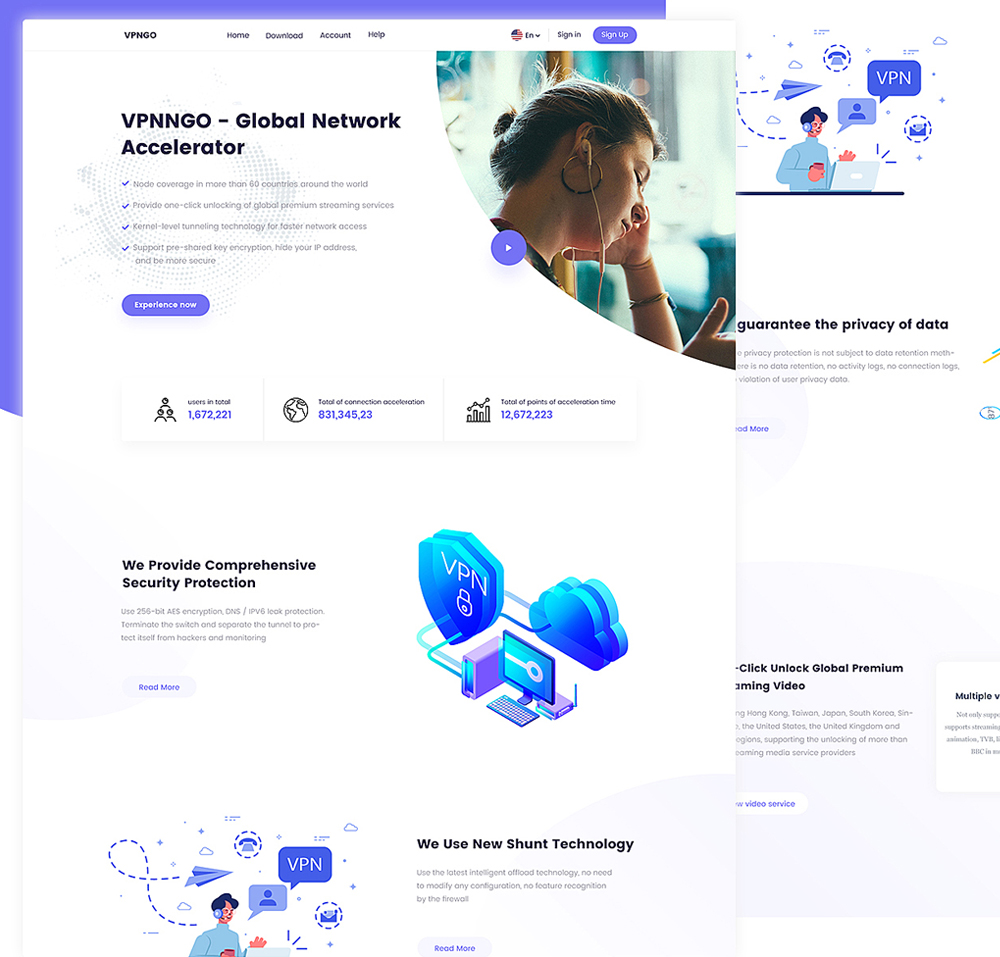 VPNGO
Home
Download
Account
Help
En
Sign in
Sign Up
VPNNGO - Global Network
Accelerator
Node coverage in more than 60 countries around the world
Provide one-click unlocking of global premium streaming services
Kernel-level tunneling technology for faster network access
Support pre-shared key encryption, hide your IP address,
and be more secure
Experience now
users in total
1,672,221
Total of connection acceleration
831,345,23
Total of points of acceleration time
12,672,223
We Provide Comprehensive
Security Protection
Use 256-bit AES encryption, DNS / IPV6 leak protection.
Terminate the switch and separate the tunnel to pro-
tect itself from hackers and monitoring
Read More
VPN
VPN
We Use New Shunt Technology
Use the latest intelligent offload technology, no need
to modify any configuration, no feature recognition
by the firewall
Read More
VPN
guarantee the privacy of data
privacy protection is not subject to data retention meth-
ere is no data retention, no activity logs, no connection logs,
violation of user privacy data.
ad More
-Click Unlock Global Premium
aming Video
ng Hang Kong, Taiwan, Japan, South Korea, Sin-
e, the United States, the United Kingdom and
egions, supporting the unlocking of more than
eaming media service providers
w video service
Multiple v
Not only suppo
supports streaming
animation, TVB, li
BBC in m